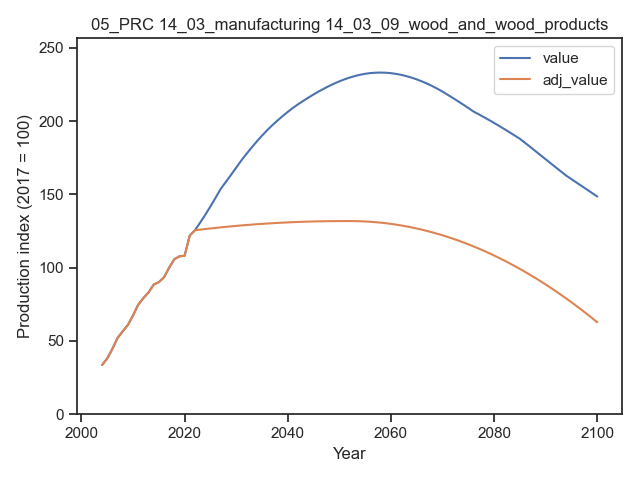 05_PRC 14_03_manufacturing 14_03_09_wood_and_wood_products
250
200
150
100
50
0
Production index (2017 = 100)
value
adj_value
2000
2020
2040
2060
2080
2100
Year